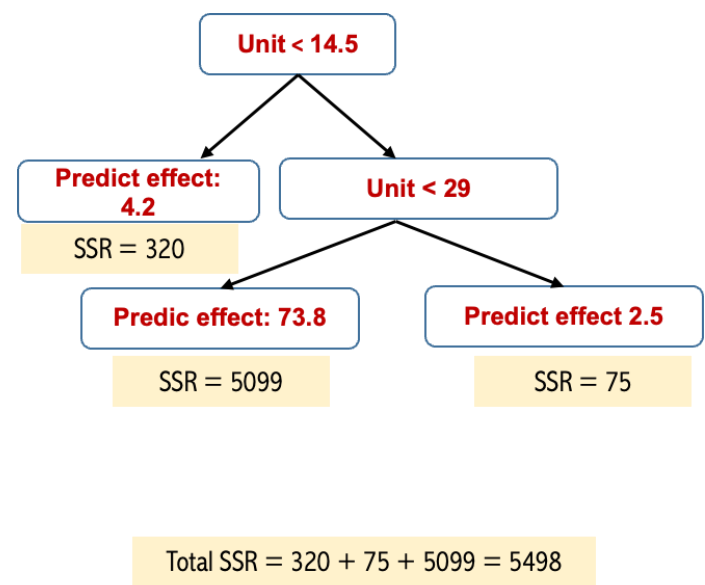 Unit < 14.5
Predict effect:
4.2
Unit < 29
SSR = 320
Predic effect: 73.8
Predict effect 2.5
SSR = 5099
SSR = 75
Total SSR = 320 + 75 + 5099 = 5498